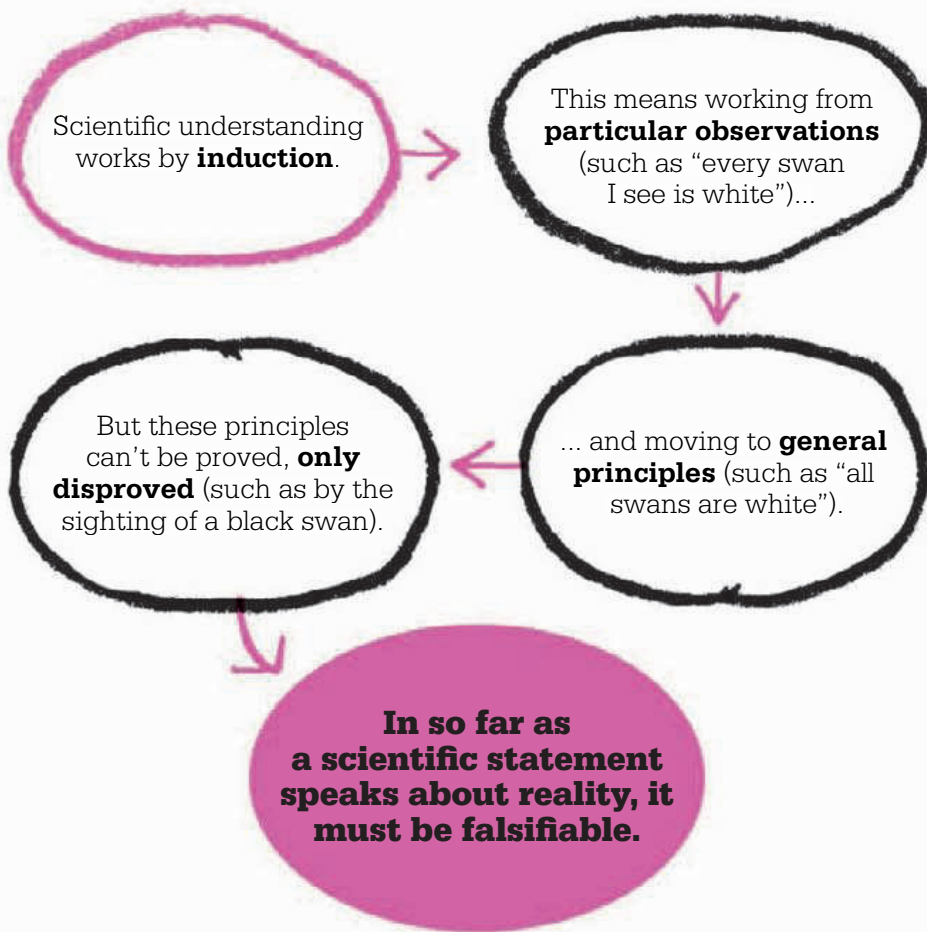 Scientific understanding
works by induction.
This means working from
particular observations
(such as “every swan
I see is white”)...
... and moving to general
principles (such as “all
swans are white”).
But these principles
can’t be proved, only
disproved (such as by the
sighting of a black swan).
In so far as
a scientific statement
speaks about reality, it
must be falsifiable.